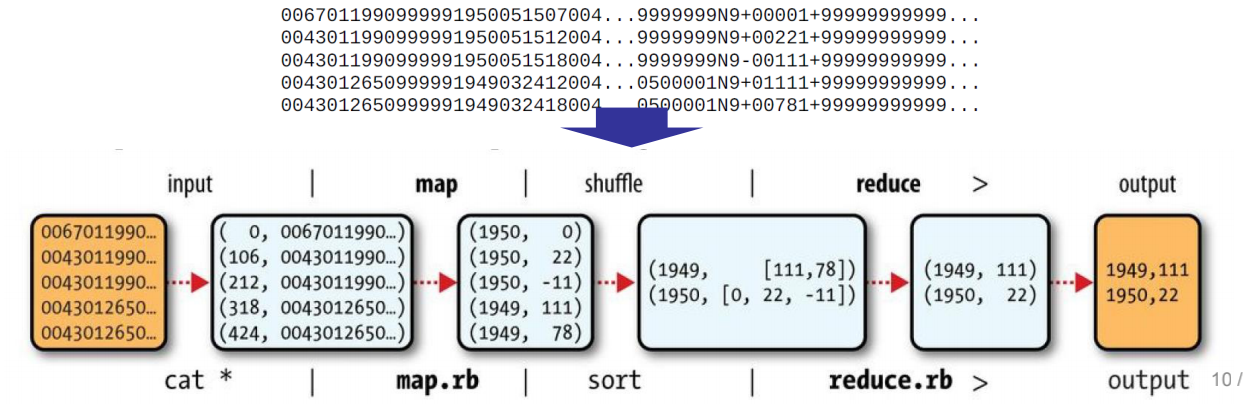 0067011990999991950051507004...9999999N9+00001+99999999999...
0043011990999991950051512004...9999999N9+00221+99999999999...
0043011990999991950051518004...9999999N9-00111+99999999999...
0043012650999991949032412004...0500001N9+01111+99999999999...
0043012650999991949032418004...0500001N9+00781+99999999999...
input | map | shuffle | reduce > output
0067011990…
0043011990…
0043011990…
0043012650…
0043012650…
( 0, 0067011990…)
(106, 0043011990…)
(212, 0043011990…)
(318, 0043012650…)
(424, 0043012650…)
(1950, 0)
(1950, 22)
(1950, -11)
(1949, 111)
(1949, 78)
(1949, [111,78])
(1950, [0, 22, -11])
(1949, 111)
(1950, 22)
1949,111
1950,22
cat * | map.rb | sort | reduce.rb > output
10 /